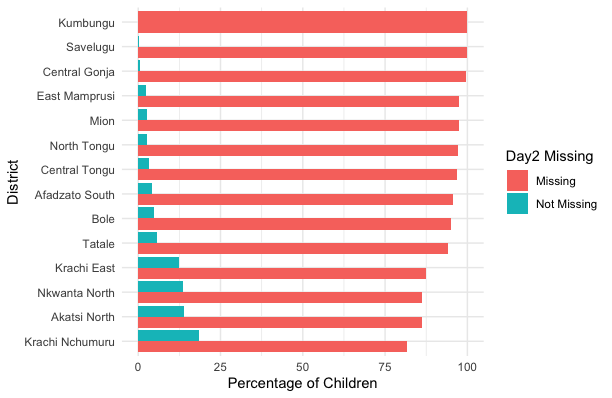 Kumbungu
Savelugu
Central Gonja
East Mamprusi
Mion
North Tongu
Central Tongu
Afadzato South
Bole
Tatale
Krachi East
Nkwanta North
Akatsi North
Krachi Nchumuru
District
0 25 50 75 100
Percentage of Children
Day2 Missing
Missing
Not Missing